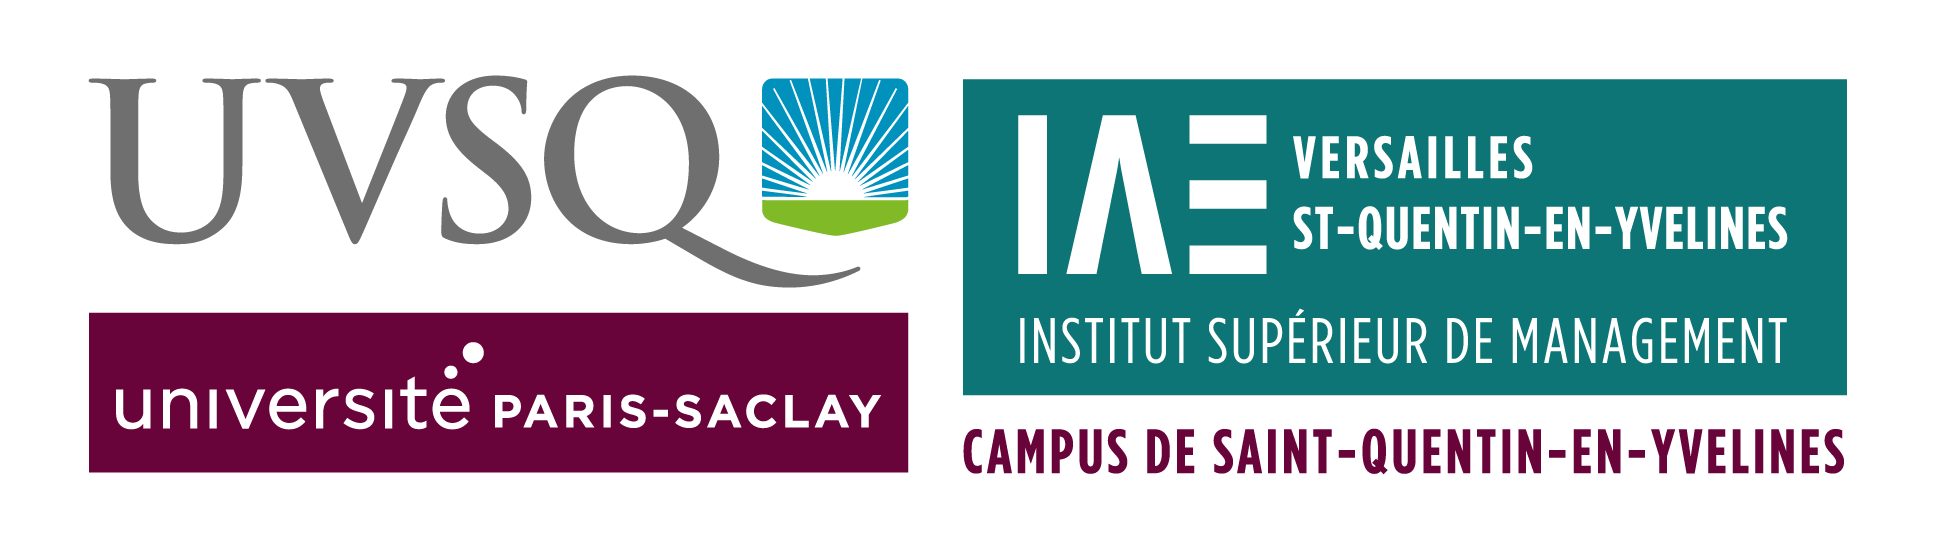 UVSQ
université PARIS-SACLAY
IAE
VERSAILLES
ST-QUENTIN-EN-YVELINES
INSTITUT SUPÉRIEUR DE MANAGEMENT
CAMPUS DE SAINT-QUENTIN-EN-YVELINES